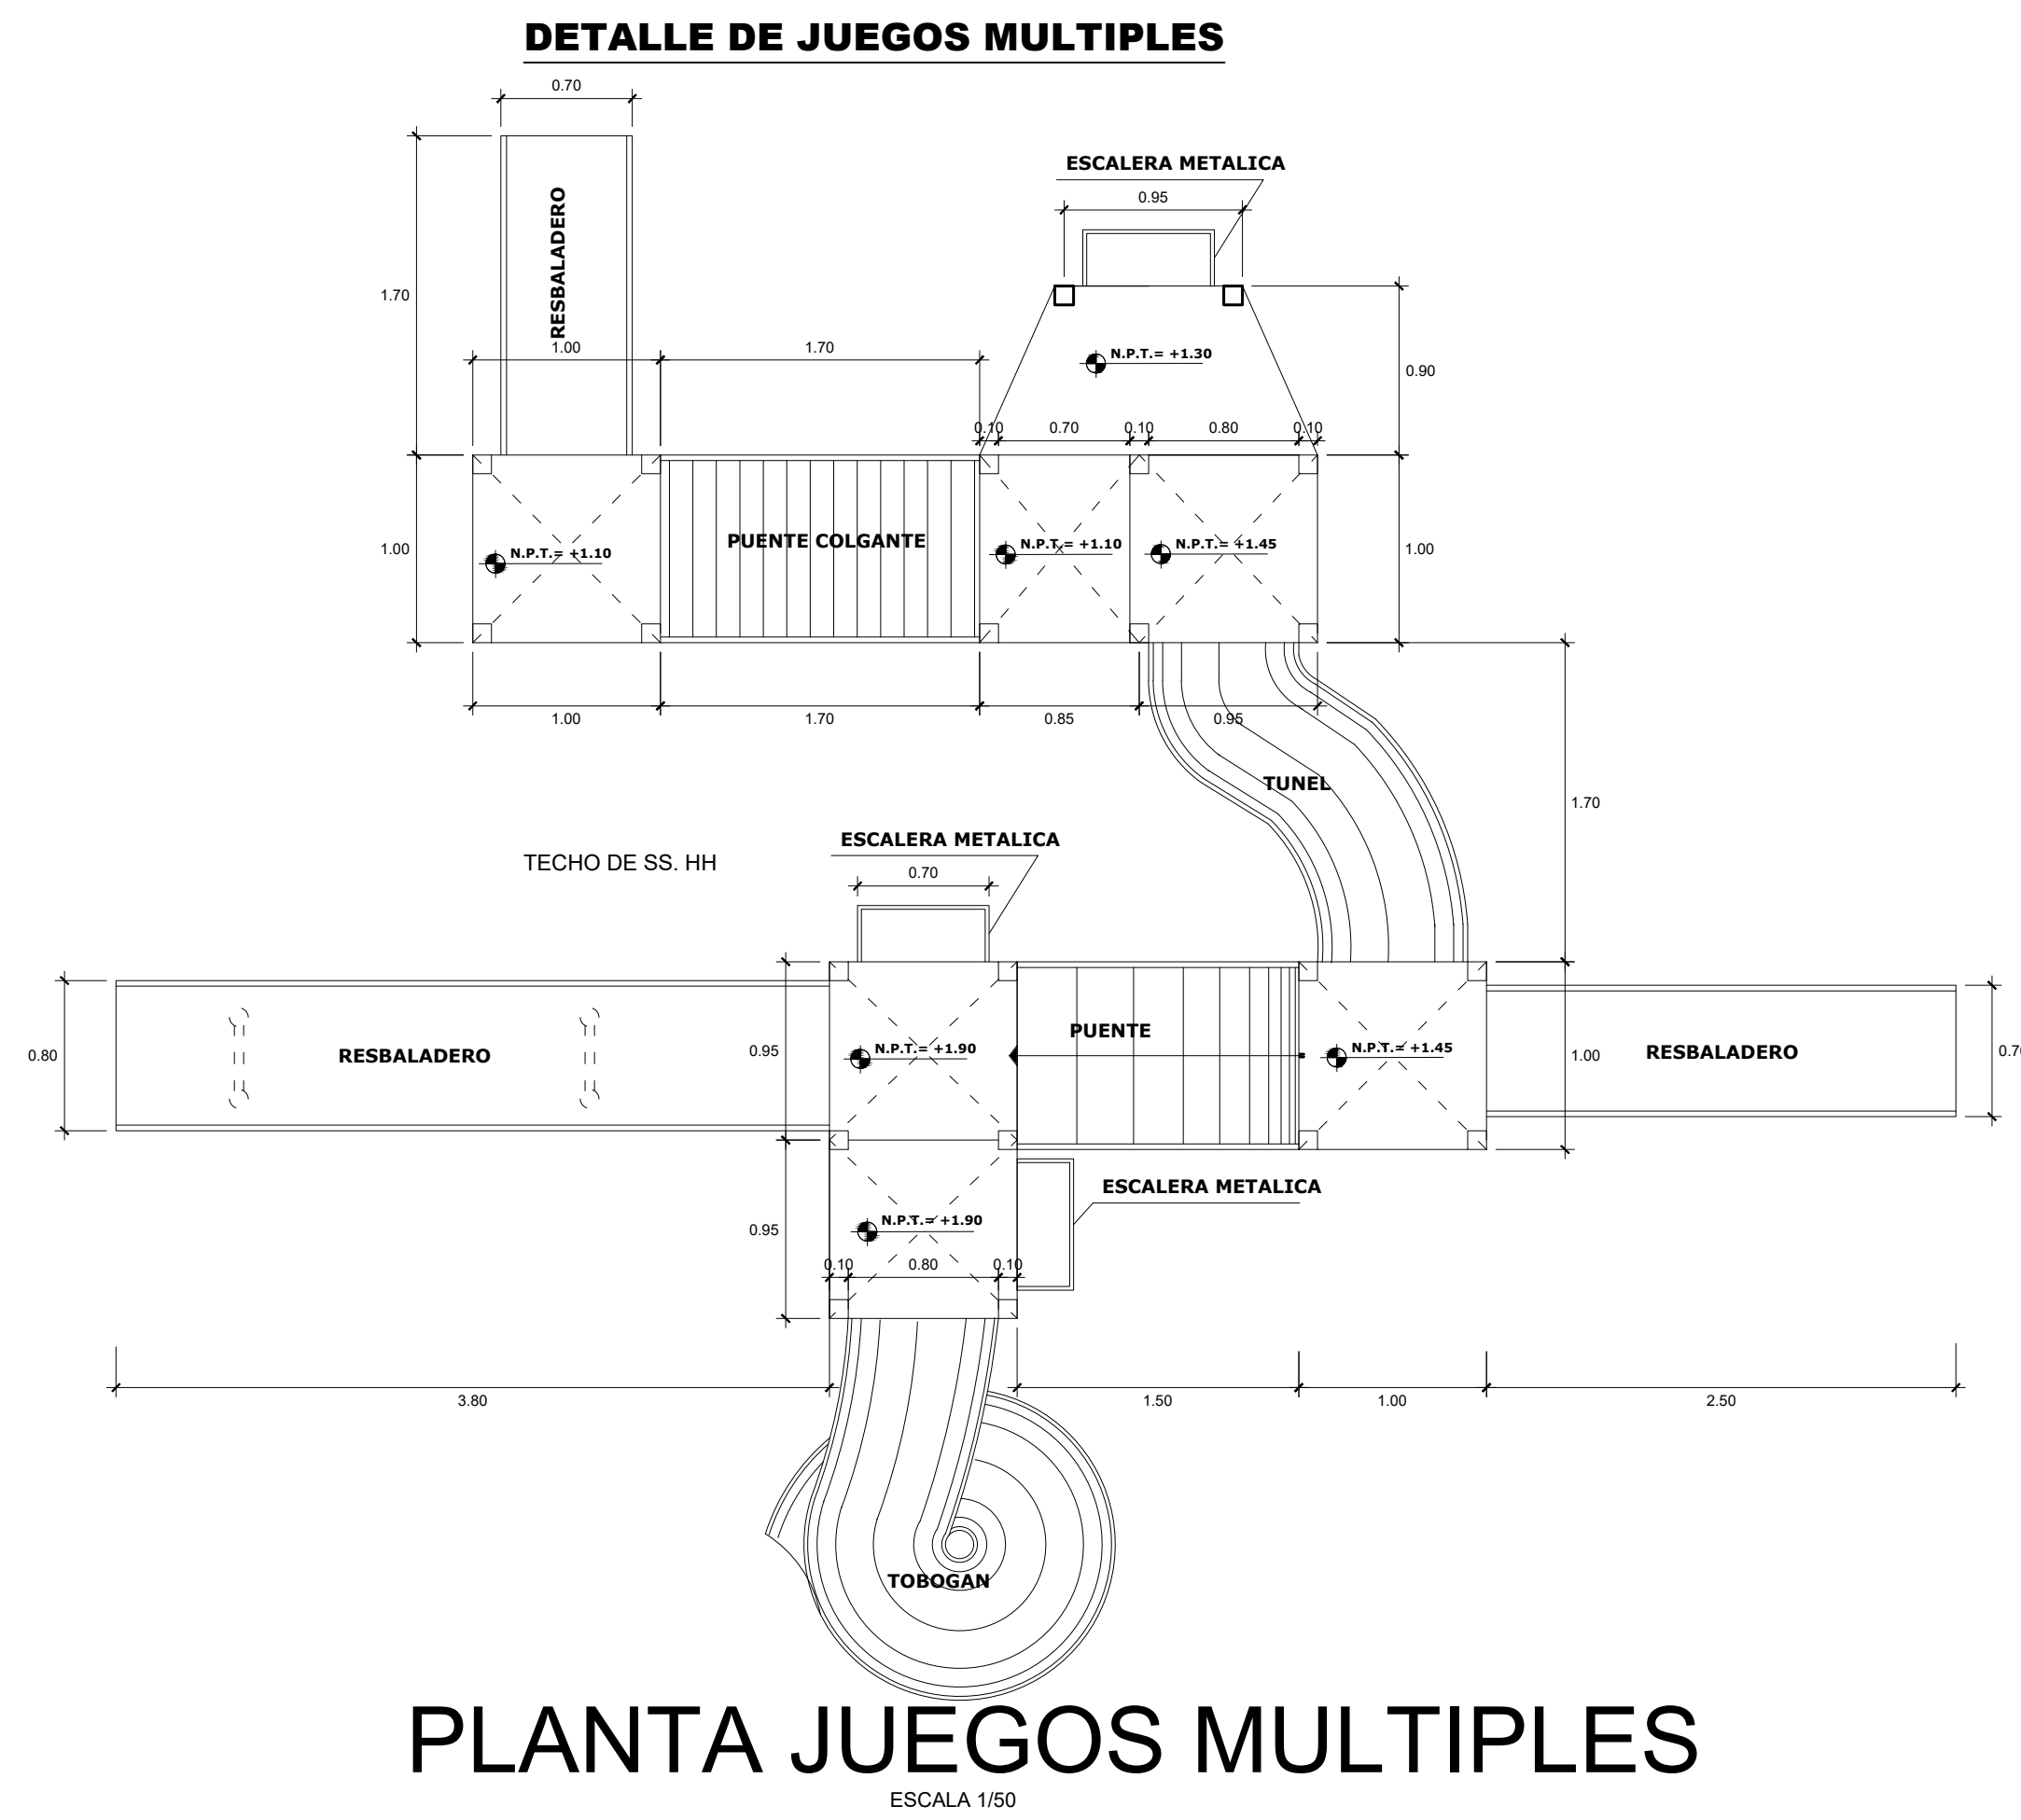 DETALLE DE JUEGOS MULTIPLES
0.70
ESCALERA METALICA
0.95
RESBALADERO
1.70
1.00
1.70
N.P.T.= +1.30
0.90
0.10
0.70
0.10
0.80
0.10
1.00
N.P.T.= +1.10
PUENTE COLGANTE
N.P.T.= +1.10
N.P.T.= +1.45
1.00
1.00
1.70
0.85
0.95
TUNEL
1.70
TECHO DE SS. HH
ESCALERA METALICA
0.70
0.80
RESBALADERO
0.95
N.P.T.= +1.90
PUENTE
N.P.T.= +1.45
1.00
RESBALADERO
0.7
ESCALERA METALICA
0.95
N.P.T.= +1.90
0.10
0.80
0.10
3.80
1.50
1.00
2.50
TOBOGAN
PLANTA JUEGOS MULTIPLES
ESCALA 1/50